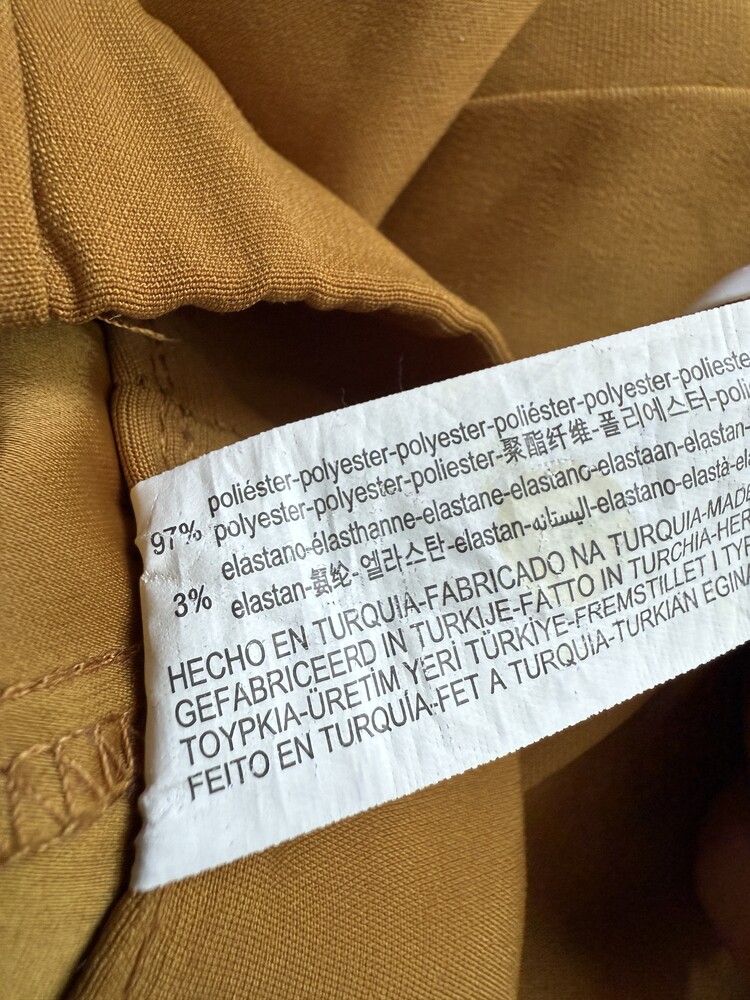 97% poliéster-polyester-polyester-poliéster-polyester-polieste
polyester-polyester-poliester-聚酯纤维-폴리에스터-poli
3% elastano-élasthanne-elastane-elastano-elastaan-elastan-
elastan-氨纶-엘라스탄-elastan-اليستانه-elastano-elastà-ela
HECHO EN TURQUIA-FABRICADO NA TURQUIA-MADE
GEFABRICEERD IN TURKIJE-FATTO IN TURCHIA-HER
ΤΟΥΡΚΙΑ-ÜRETİM YERİ TÜRKİYE-FREMSTILLET I TYR
FEITO EN TURQUÍA-FET A TURQUIA-TURKIAN EGINA